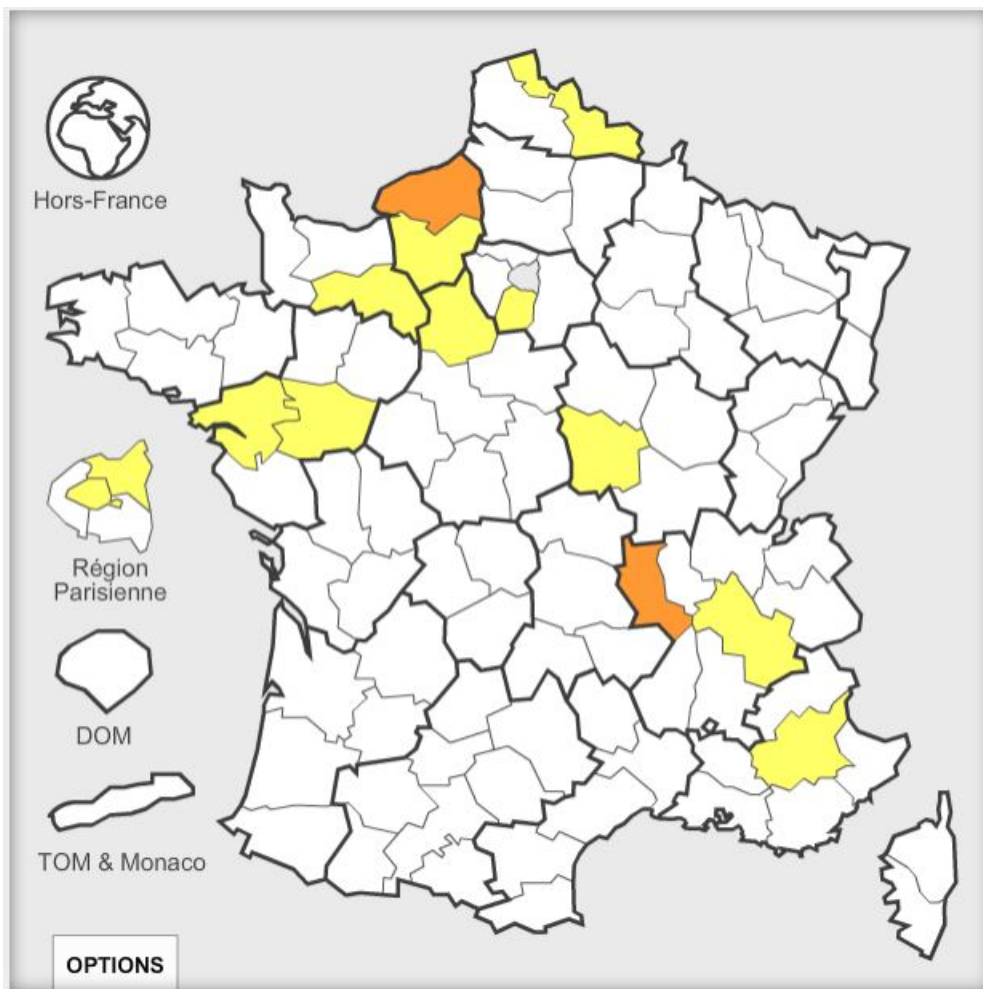 Hors-France
Région
Parisienne
DOM
TOM & Monaco
OPTIONS